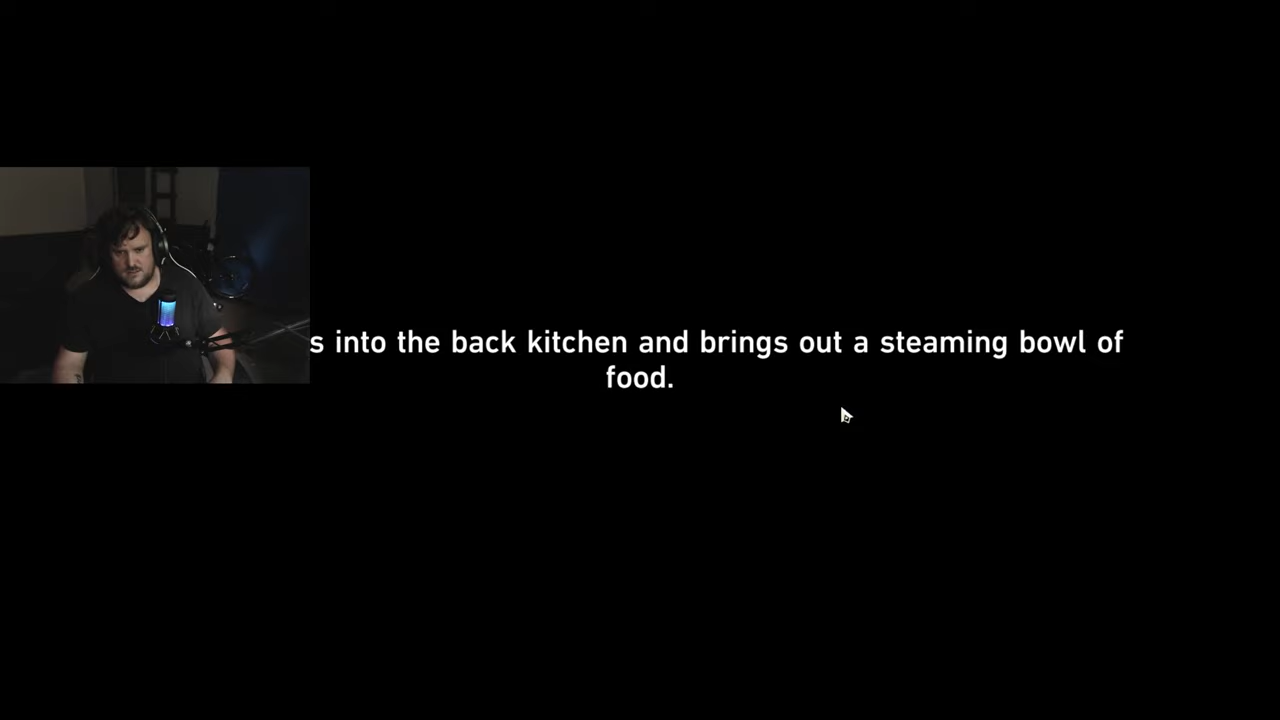 s into the back kitchen and brings out a steaming bowl of
food.